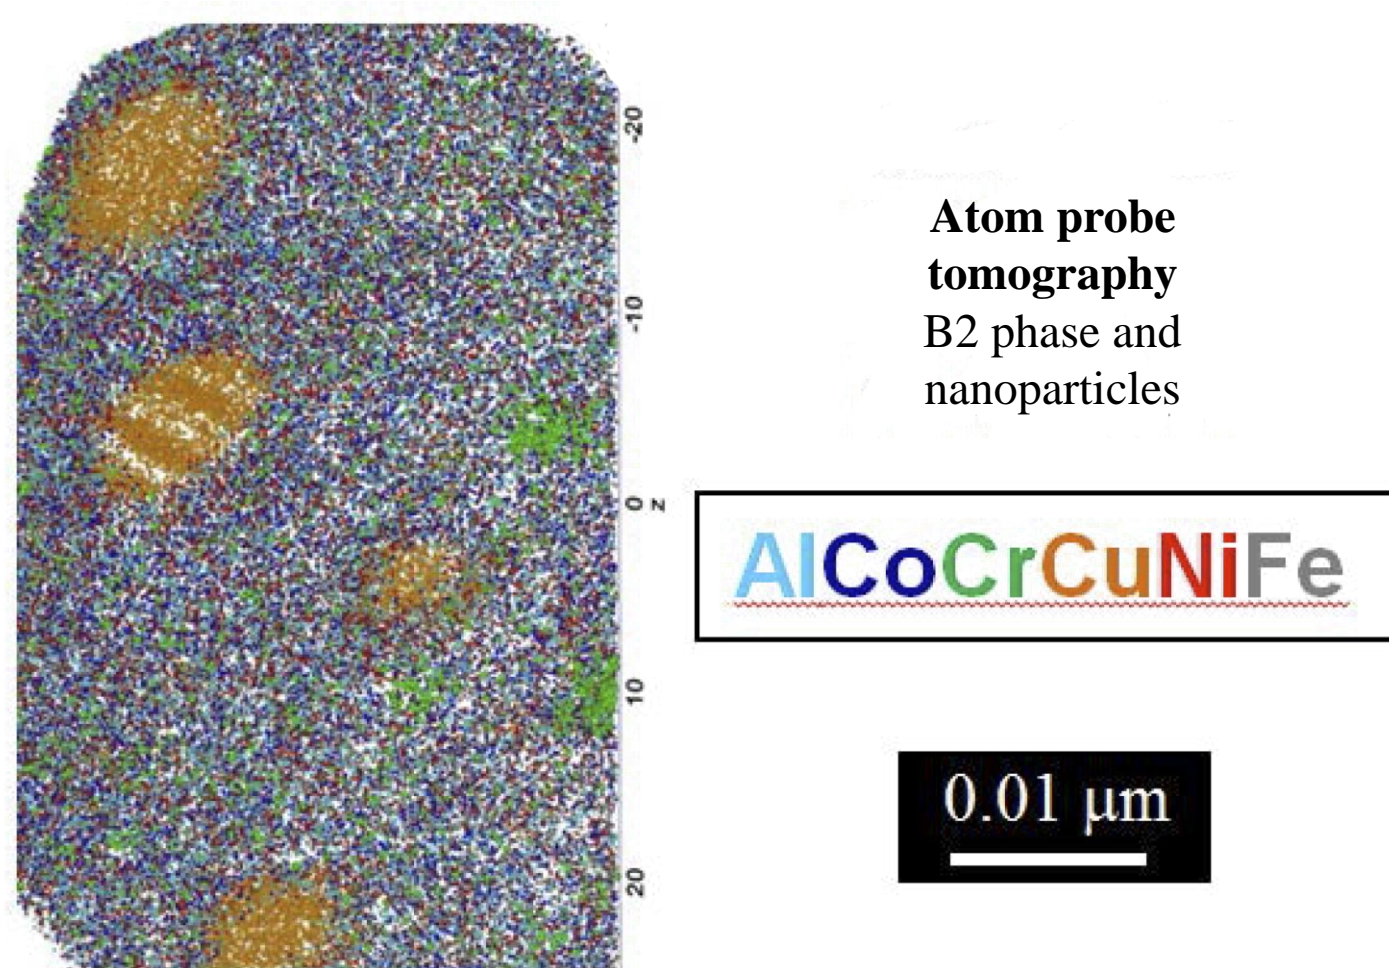 -20
-10
0
z
10
20
Atom probe
tomography
B2 phase and
nanoparticles
AlCoCrCuNiFe
0.01 μm